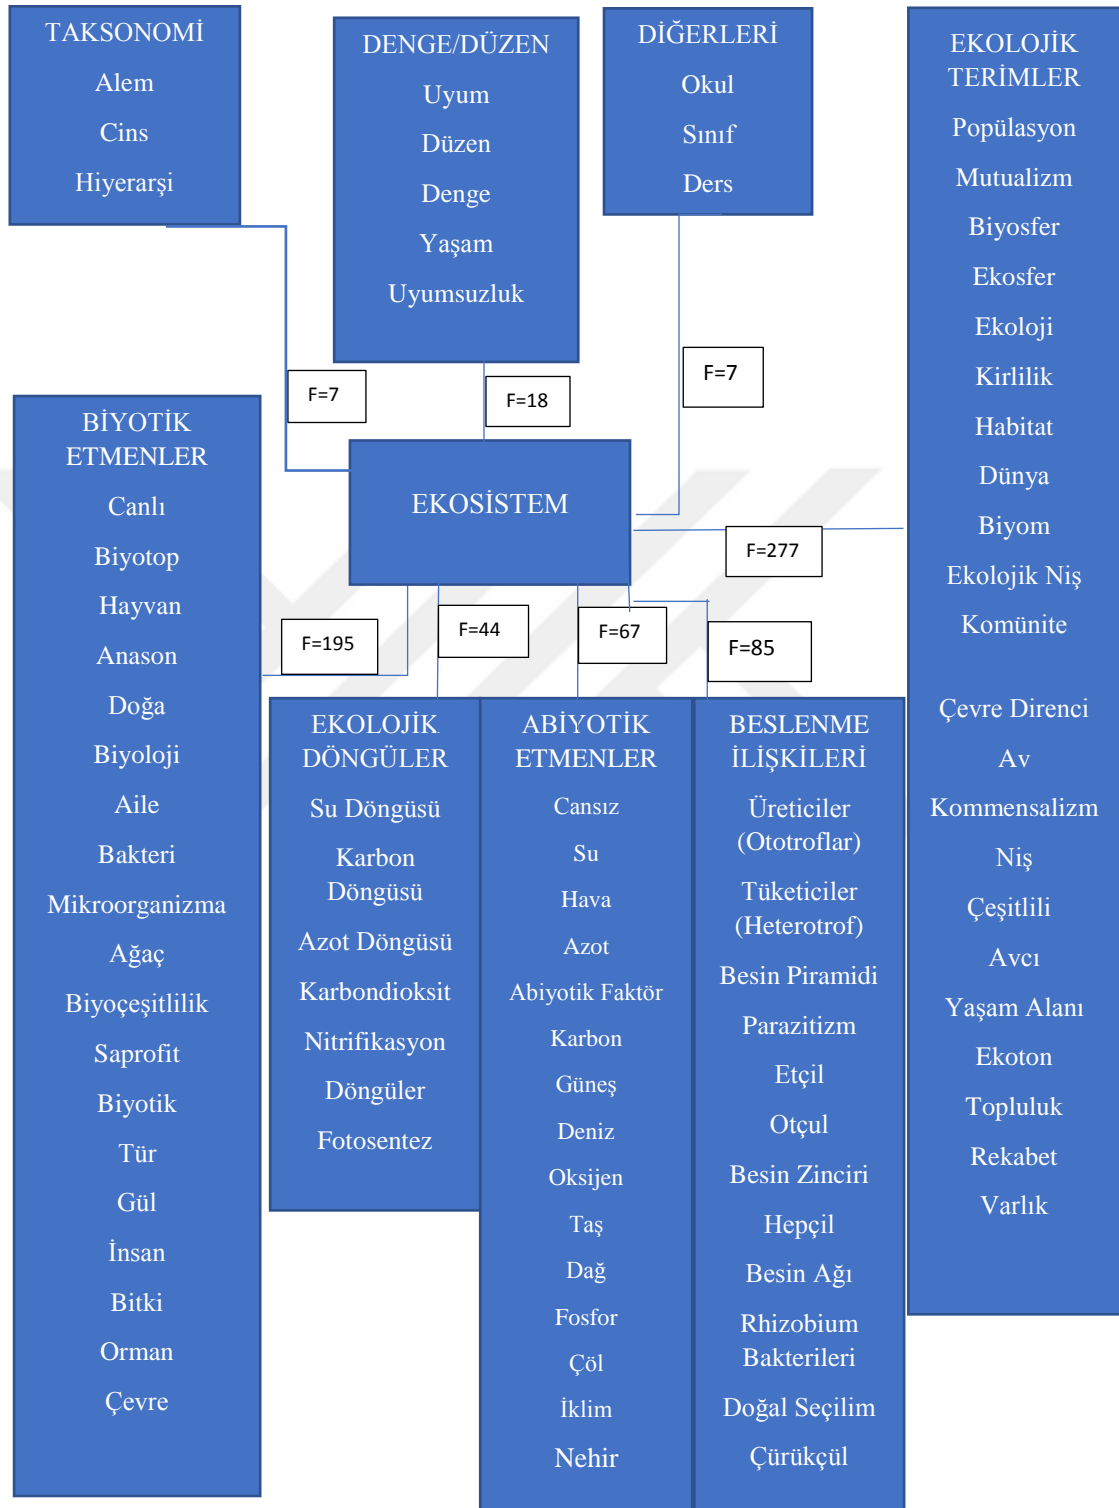 TAKSONOMİ
Alem
Cins
Hiyerarşi
DENGE/DÜZEN
Uyum
Düzen
Denge
Yaşam
Uyumsuzluk
DİĞERLERİ
Okul
Sınıf
Ders
EKOLOJİK
TERİMLER
Popülasyon
Mutualizm
Biyosfer
Ekosfer
Ekoloji
Kirlilik
Habitat
Dünya
Biyom
Ekolojik Niş
Komünite
Çevre Direnci
Av
Kommensalizm
Niş
Çeşitlili
Avcı
Yaşam Alanı
Ekoton
Topluluk
Rekabet
Varlık
F=7
F=18
F=7
EKOSİSTEM
F=277
F=195
F=44
F=67
F=85
BİYOTİK
ETMENLER
Canlı
Biyotop
Hayvan
Anason
Doğa
Biyoloji
Aile
Bakteri
Mikroorganizma
Ağaç
Biyoçeşitlilik
Saprofit
Biyotik
Tür
Gül
İnsan
Bitki
Orman
Çevre
EKOLOJİK
DÖNGÜLER
Su Döngüsü
Karbon
Döngüsü
Azot Döngüsü
Karbondioksit
Nitrifikasyon
Döngüler
Fotosentez
ABİYOTİK
ETMENLER
Cansız
Su
Hava
Azot
Abiyotik Faktör
Karbon
Güneş
Deniz
Oksijen
Taş
Dağ
Fosfor
Çöl
İklim
Nehir
BESLENME
İLİŞKİLERİ
Üreticiler
(Ototroflar)
Tüketiciler
(Heterotrof)
Besin Piramidi
Parazitizm
Etçil
Otçul
Besin Zinciri
Hepçil
Besin Ağı
Rhizobium
Bakterileri
Doğal Seçilim
Çürükçül